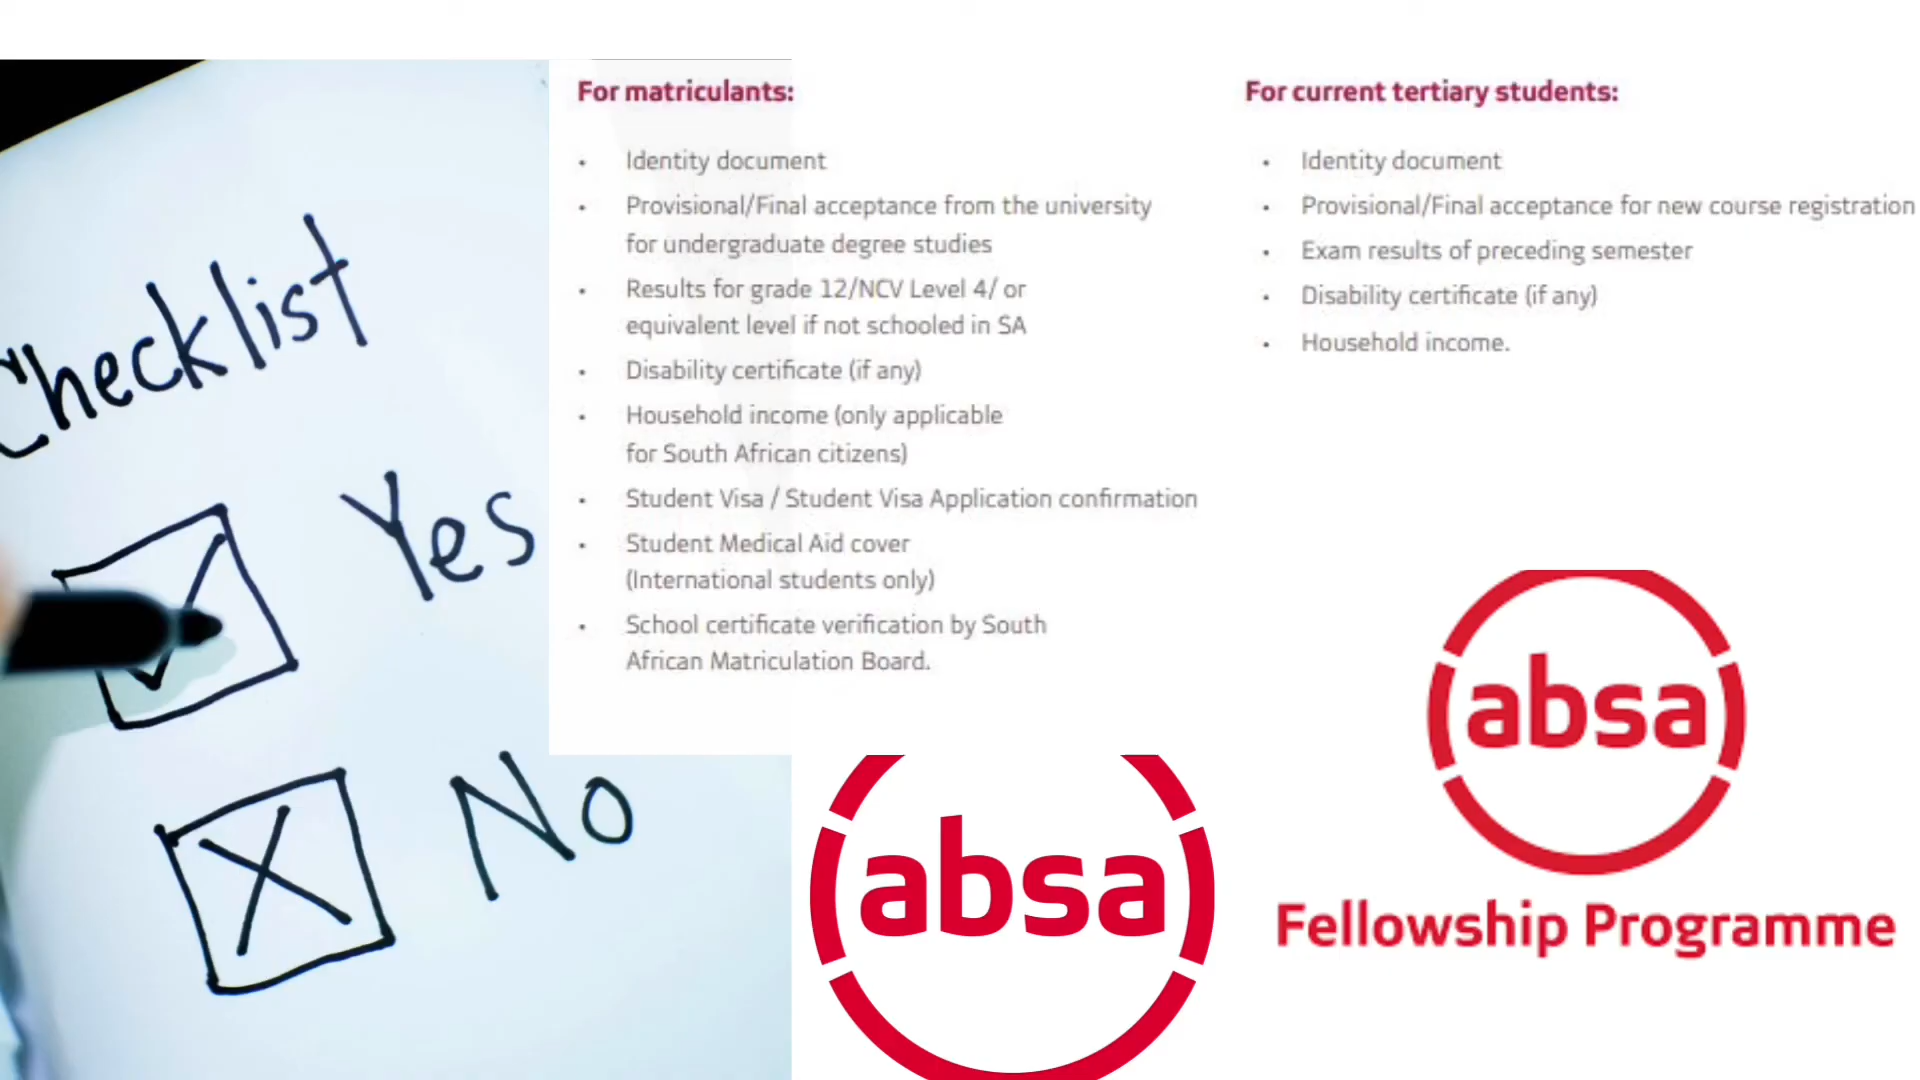 Checklist
Yes
No
For matriculants:
• Identity document
• Provisional/Final acceptance from the university
for undergraduate degree studies
• Results for grade 12/NCV Level 4/ or
equivalent level if not schooled in SA
• Disability certificate (if any)
• Household income (only applicable
for South African citizens)
• Student Visa / Student Visa Application confirmation
• Student Medical Aid cover
(International students only)
• School certificate verification by South
African Matriculation Board.
For current tertiary students:
• Identity document
• Provisional/Final acceptance for new course registration
• Exam results of preceding semester
• Disability certificate (if any)
• Household income.
absa
absa
Fellowship Programme